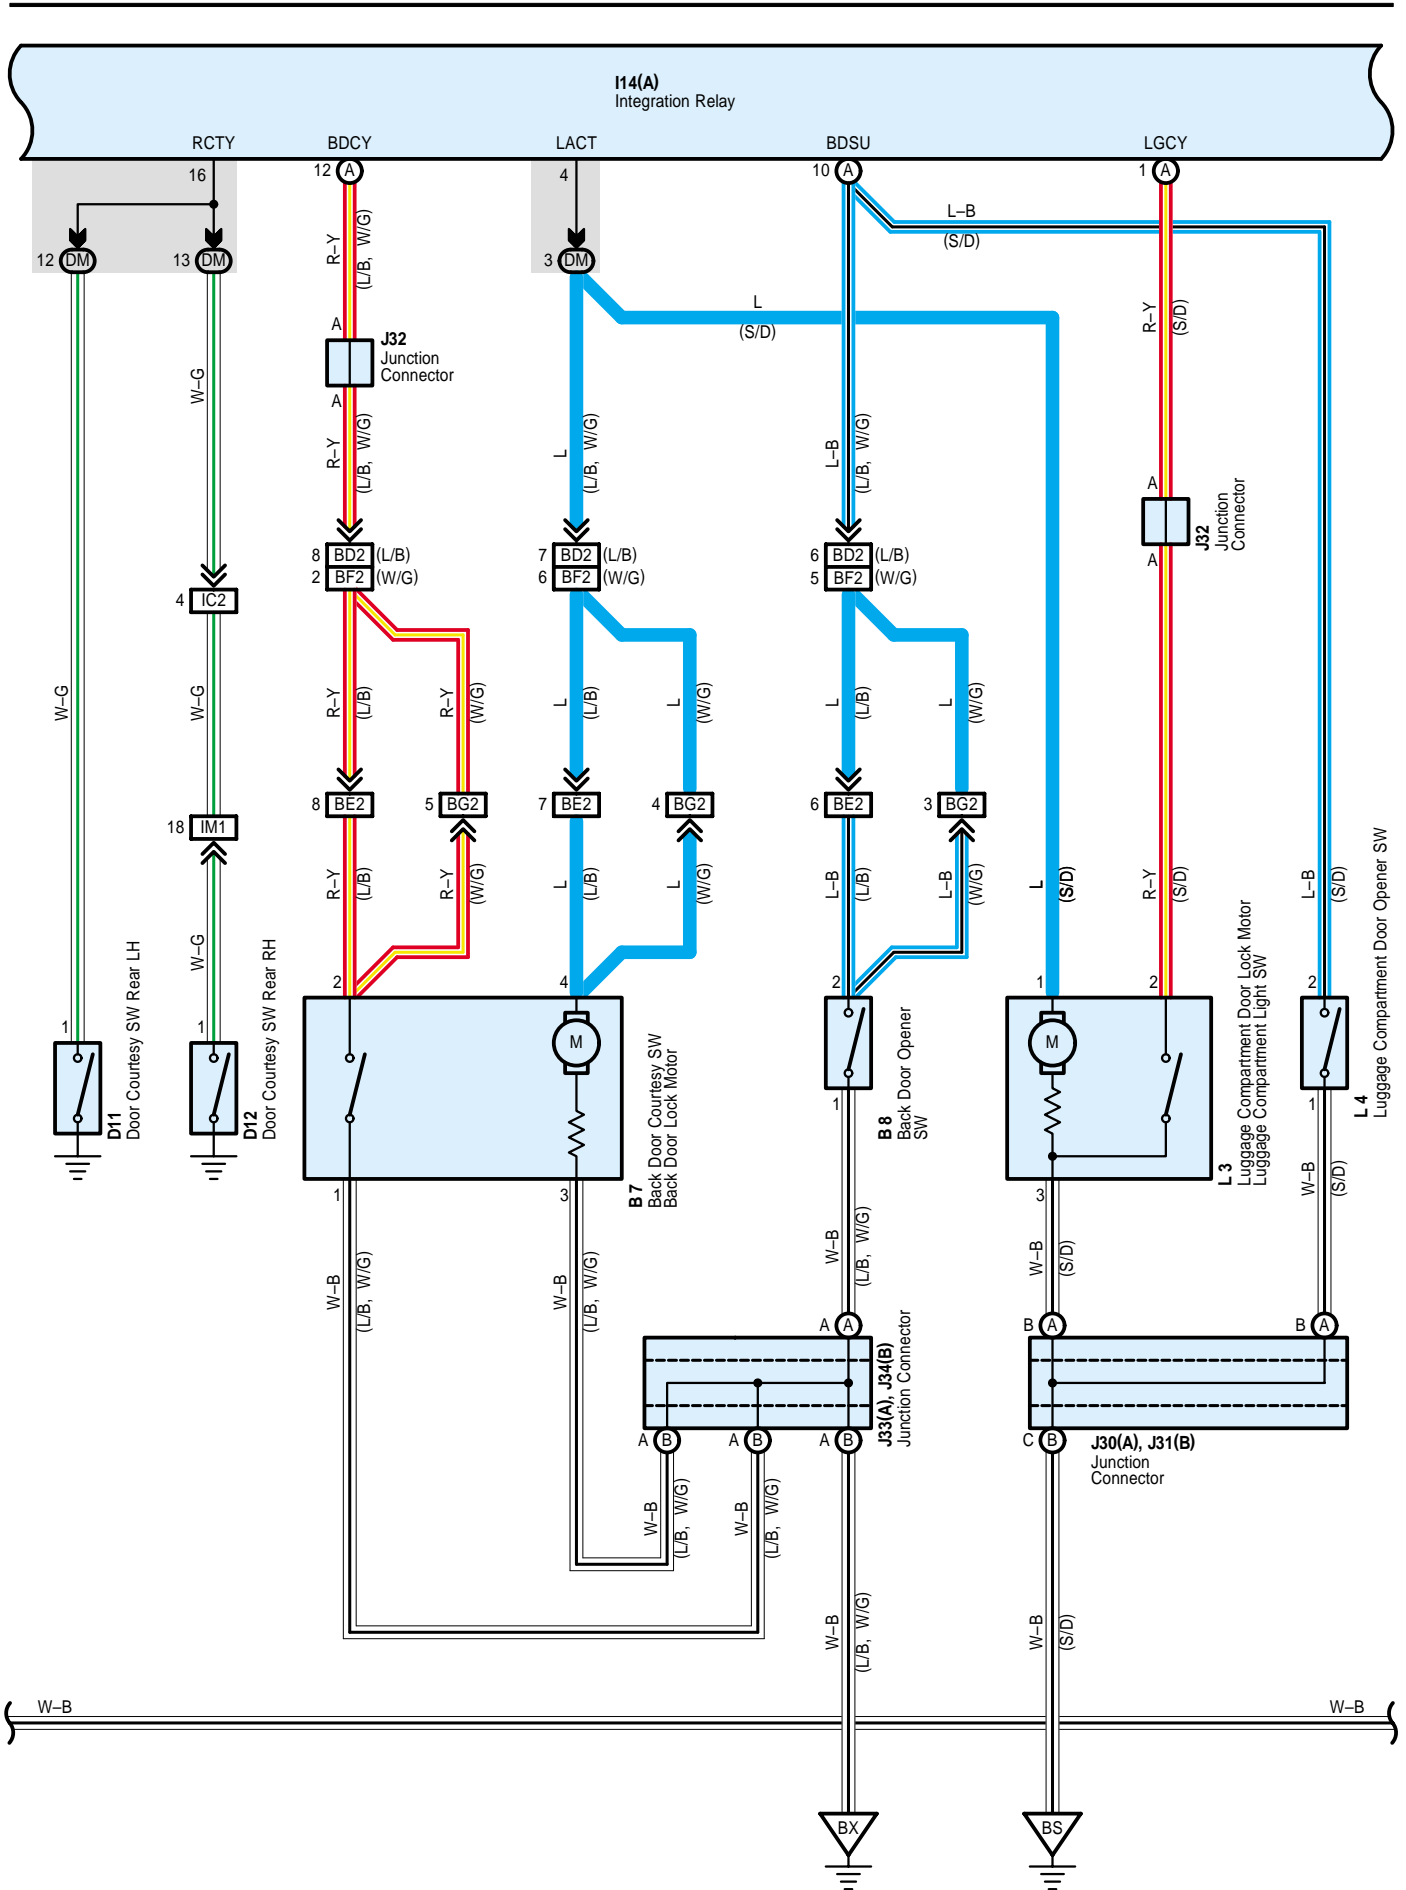 I14(A)
Integration Relay
RCTY BDCY LACT BDSU LGCY
16 12 A 4 10 A 1 A
L–B
(S/D)
12 DM 13 DM 3 DM
R–Y
(L/B, W/G)
L
(S/D)
R–Y
(S/D)
A
J32
Junction
Connector
A
W–G
R–Y
(L/B, W/G)
L
(L/B, W/G)
L–B
(L/B, W/G)
A
J32
Junction
Connector
A
8 BD2 (L/B)
2 BF2 (W/G)
7 BD2 (L/B)
6 BF2 (W/G)
6 BD2 (L/B)
5 BF2 (W/G)
4 IC2
W–G
W–G
R–Y
(L/B)
R–Y
(W/G)
L
(L/B)
L
(W/G)
L
(L/B)
L
(W/G)
8 BE2 5 BG2 7 BE2 4 BG2 6 BE2 3 BG2
18 IM1
W–G
R–Y
(L/B)
R–Y
(W/G)
L
(L/B)
L
(W/G)
L–B
(L/B)
L–B
(W/G)
L
(S/D)
R–Y
(S/D)
L–B
(S/D)
2 4 2 1 2 2
1 1
D11
Door Courtesy SW Rear LH
D12
Door Courtesy SW Rear RH
M
B 7
Back Door Courtesy SW
Back Door Lock Motor
B 8
Back Door Opener
SW
M
L 3
Luggage Compartment Door Lock Motor
Luggage Compartment Light SW
L 4
Luggage Compartment Door Opener SW
1 1
1 3 3
W–B
(L/B, W/G)
W–B
(L/B, W/G)
W–B
(L/B, W/G)
W–B
(S/D)
W–B
(S/D)
A A B A B A
J33(A), J34(B)
Junction Connector
A B A B A B C B
J30(A), J31(B)
Junction
Connector
W–B
(L/B, W/G)
W–B
(L/B, W/G)
W–B
(L/B, W/G)
W–B
(S/D)
W–B W–B
BX BS